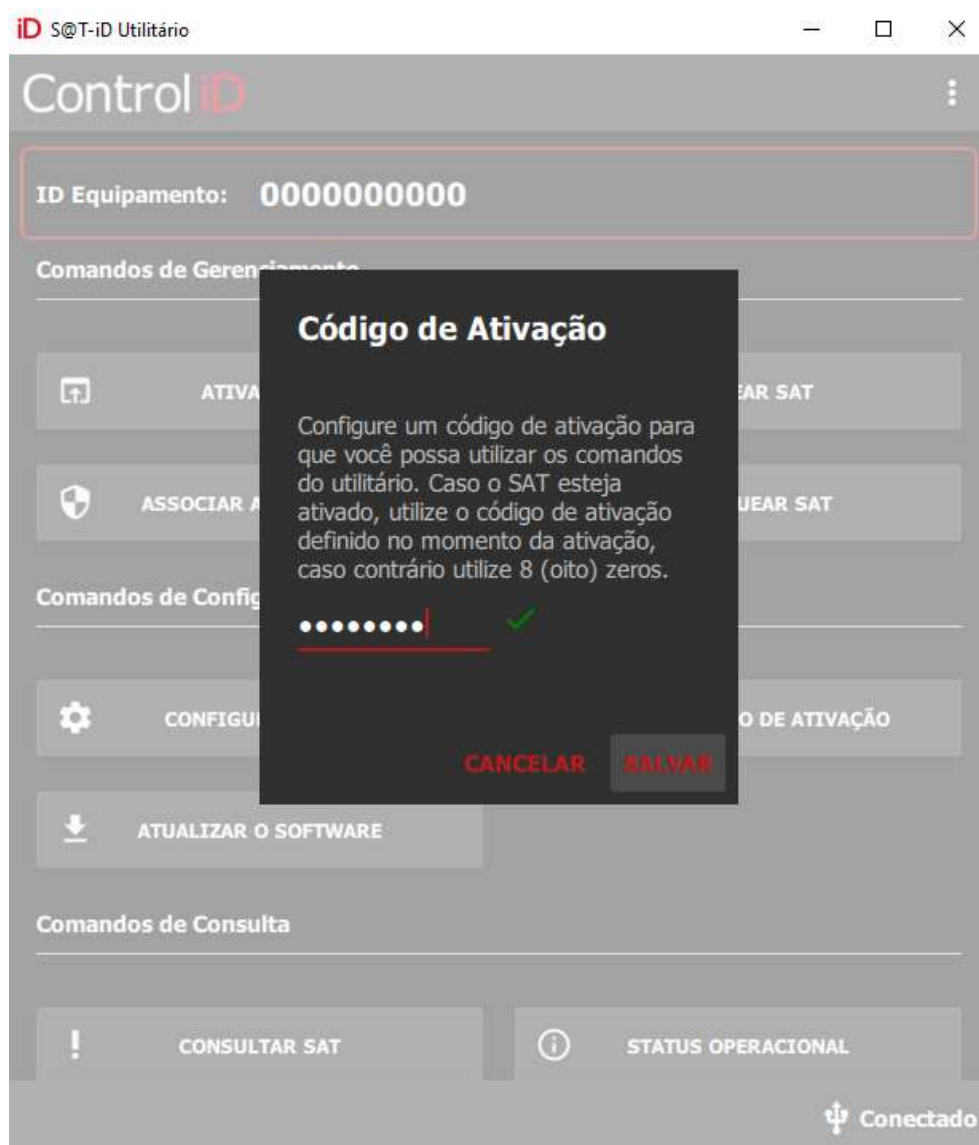 iD S@T-iD Utilitário
Control iD
ID Equipamento: 0000000000
Comandos de Gerenciamento
Código de Ativação
Configure um código de ativação para
que você possa utilizar os comandos
do utilitário. Caso o SAT esteja
ativado, utilize o código de ativação
definido no momento da ativação,
caso contrário utilize 8 (oito) zeros.
••••••••
CANCELAR SALVAR
ATIVA
EAR SAT
ASSOCIAR A
UEAR SAT
Comandos de Config
CONFIGU
O DE ATIVAÇÃO
ATUALIZAR O SOFTWARE
Comandos de Consulta
CONSULTAR SAT
STATUS OPERACIONAL
Conectado